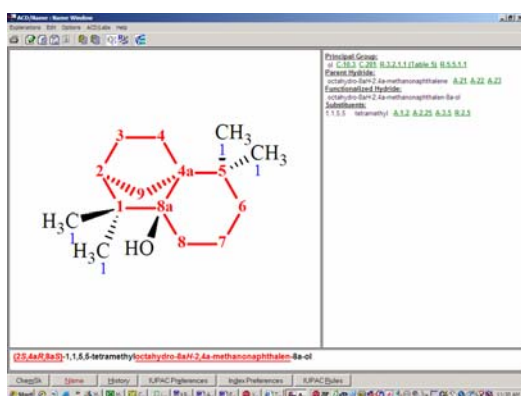 ACD/Name : Name Window
Explanations Edit Options ACD/Labs Help
Principal Group:
ol C-10.3 C-201 R-3.2.1.1 (Table 5) R-5.5.1.1
Parent Hydride:
octahydro-8aH-2,4a-methanonaphthalene A-21 A-22 A-23
Functionalized Hydride:
octahydro-8aH-2,4a-methanonaphthalen-8a-ol
Substituents:
1,1,5,5 tetramethyl A-1.2 A-2.25 A-3.5 R-2.5
3 4 CH3
1
CH3
1
2 4a 5
9
1 8a 6
H3C
1
H3C
1
HO 8 7
(2S,4aR,8aS)-1,1,5,5-tetramethyloctahydro-8aH-2,4a-methanonaphthalen-8a-ol
ChemSk Name History IUPAC Preferences Index Preferences IUPAC Rules